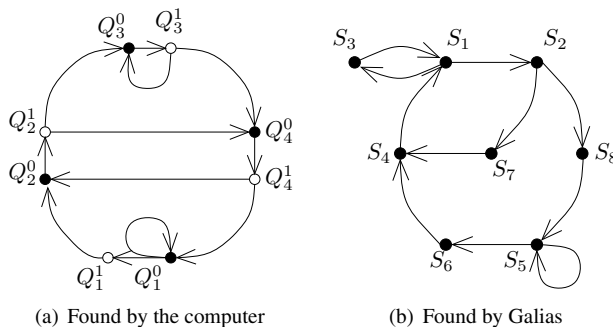 $Q_3^0$ $Q_3^1$
$Q_2^1$ $Q_4^0$
$Q_2^0$ $Q_4^1$
$Q_1^1$ $Q_1^0$
(a) Found by the computer
$S_3$ $S_1$ $S_2$
$S_4$ $S_7$ $S_8$
$S_6$ $S_5$
(b) Found by Galias